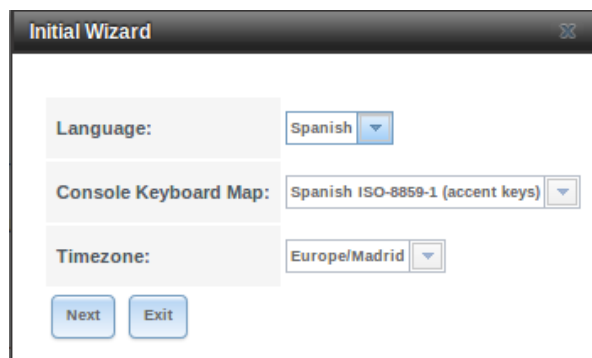 Initial Wizard
Language: Spanish
Console Keyboard Map: Spanish ISO-8859-1 (accent keys)
Timezone: Europe/Madrid
Next Exit